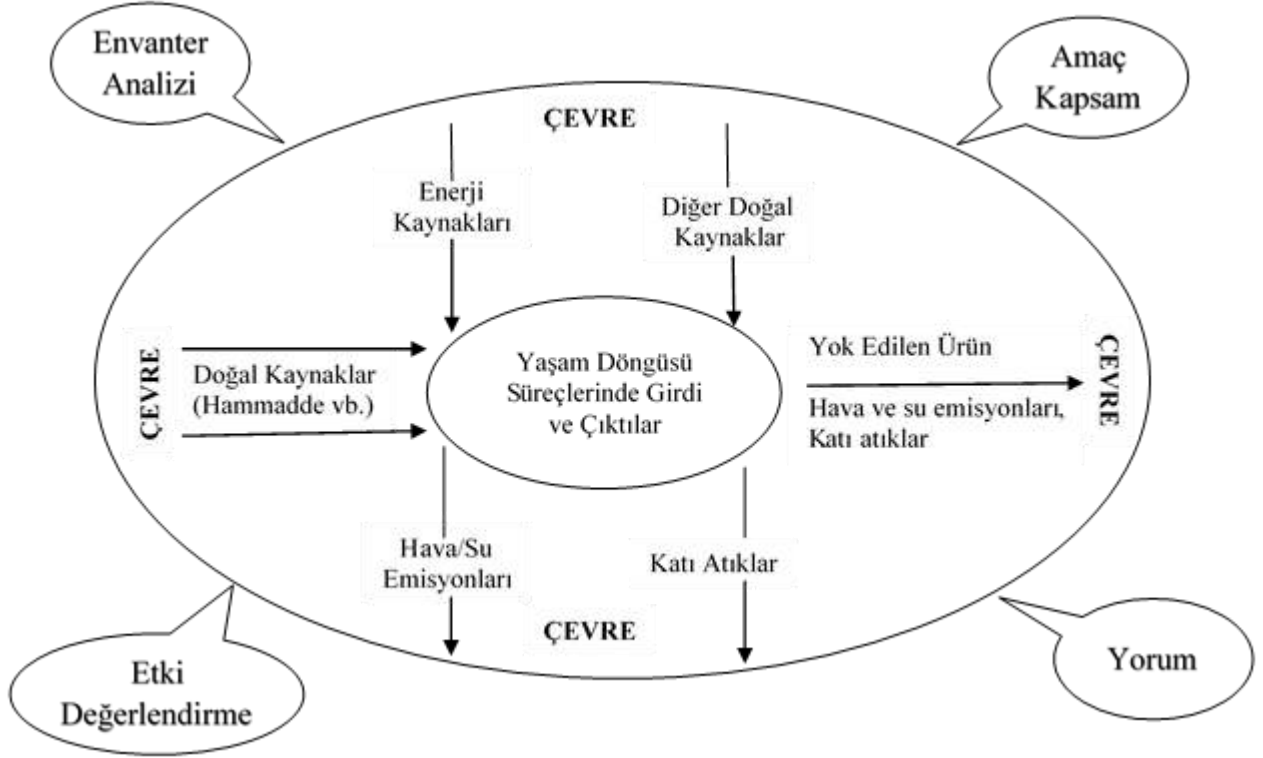 Envanter
Analizi
Amaç
Kapsam
ÇEVRE
Enerji
Kaynakları
Diğer Doğal
Kaynaklar
ÇEVRE
Doğal Kaynaklar
(Hammadde vb.)
Yaşam Döngüsü
Süreçlerinde Girdi
ve Çıktılar
Yok Edilen Ürün
Hava ve su emisyonları,
Katı atıklar
ÇEVRE
Hava/Su
Emisyonları
Katı Atıklar
ÇEVRE
Etki
Değerlendirme
Yorum